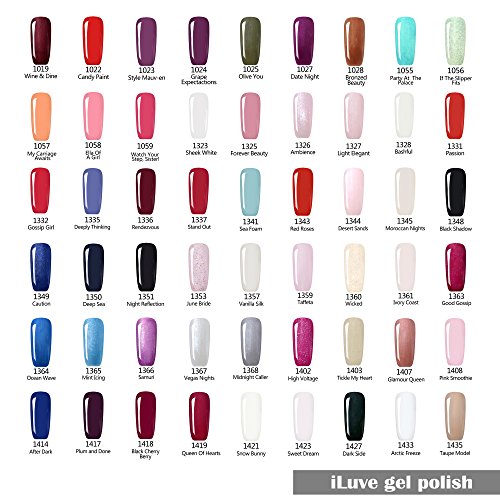 1019 1022 1023 1024 1025 1027 1028 1055 1056
Wine & Dine Candy Paint Style Mauv-en Grape Expectactions Olive You Date Night Bronzed Beauty Party At The Palace If The Slipper Fits
1057 1058 1059 1323 1325 1326 1327 1328 1331
My Carriage Awaits Ella Of A Girl Watch Your Step, Sister! Sheek White Forever Beauty Ambience Light Elegant Bashful Passion
1332 1335 1336 1337 1341 1343 1344 1345 1348
Gossip Girl Deeply Thinking Rendezvous Stand Out Sea Foam Red Roses Desert Sands Moroccan Nights Black Shadow
1349 1350 1351 1353 1357 1359 1360 1361 1363
Caution Deep Sea Night Reflection June Bride Vanilla Silk Taffeta Wicked Ivory Coast Good Gossip
1364 1365 1366 1367 1368 1402 1403 1407 1408
Ocean Wave Mint Icing Samuri Vegas Nights Midnight Caller High Voltage Tickle My Heart Glamour Queen Pink Smoothie
1414 1417 1418 1419 1421 1423 1427 1433 1435
After Dark Plum and Done Black Cherry Berry Queen Of Hearts Snow Bunny Sweet Dream Dark Side Arctic Freeze Taupe Model
iLuve gel polish